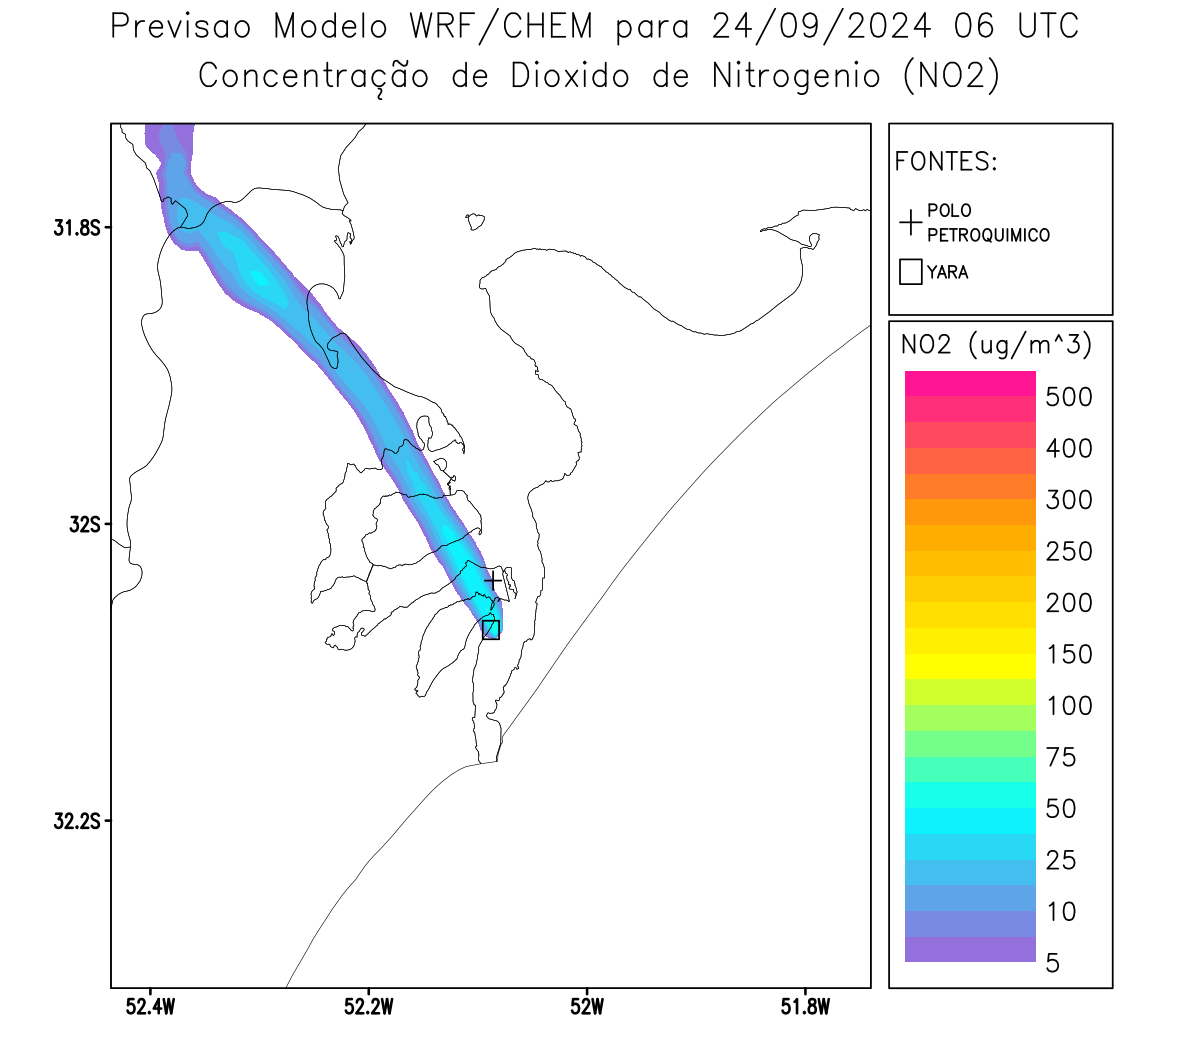 Previsao Modelo WRF/CHEM para 24/09/2024 06 UTC
Concentração de Dioxido de Nitrogenio (NO2)
FONTES:
POLO
PETROQUIMICO
YARA
31.8S
32S
32.2S
52.4W
52.2W
52W
51.8W
NO2 (ug/m^3)
500
400
300
250
200
150
100
75
50
25
10
5